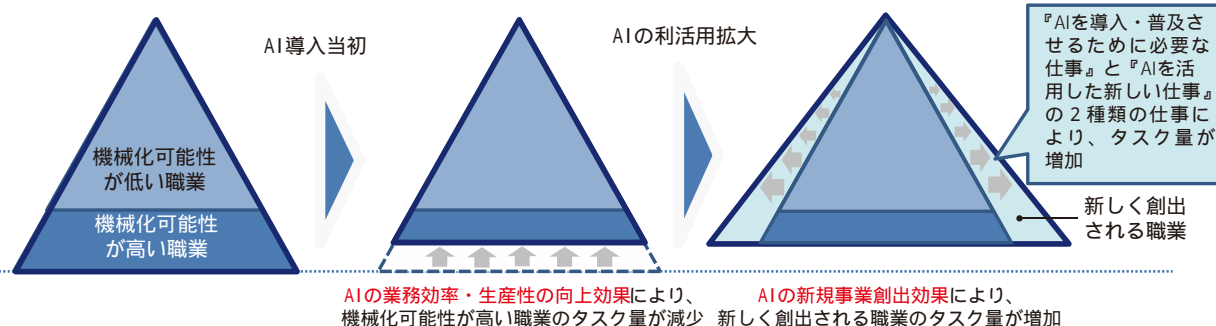 AI導入当初
AIの利活用拡大
『AIを導入・普及さ
せるために必要な
仕事』と『AIを活
用した新しい仕事』
の２種類の仕事に
より、タスク量が
増加
機械化可能性
が低い職業
機械化可能性
が高い職業
新しく創出
される職業
AIの業務効率・生産性の向上効果により、
機械化可能性が高い職業のタスク量が減少
AIの新規事業創出効果により、
新しく創出される職業のタスク量が増加